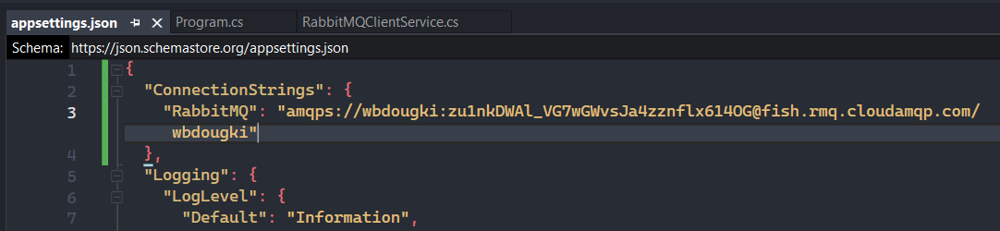 appsettings.json
Program.cs
RabbitMQClientService.cs
Schema: https://json.schemastore.org/appsettings.json
1 {
2 "ConnectionStrings": {
3 "RabbitMQ": "amqps://wbdougki:zu1nkDWAl_VG7wGWvsJa4zznflx614OG@fish.rmq.cloudamqp.com/
wbdougki"
4 },
5 "Logging": {
6 "LogLevel": {
7 "Default": "Information",